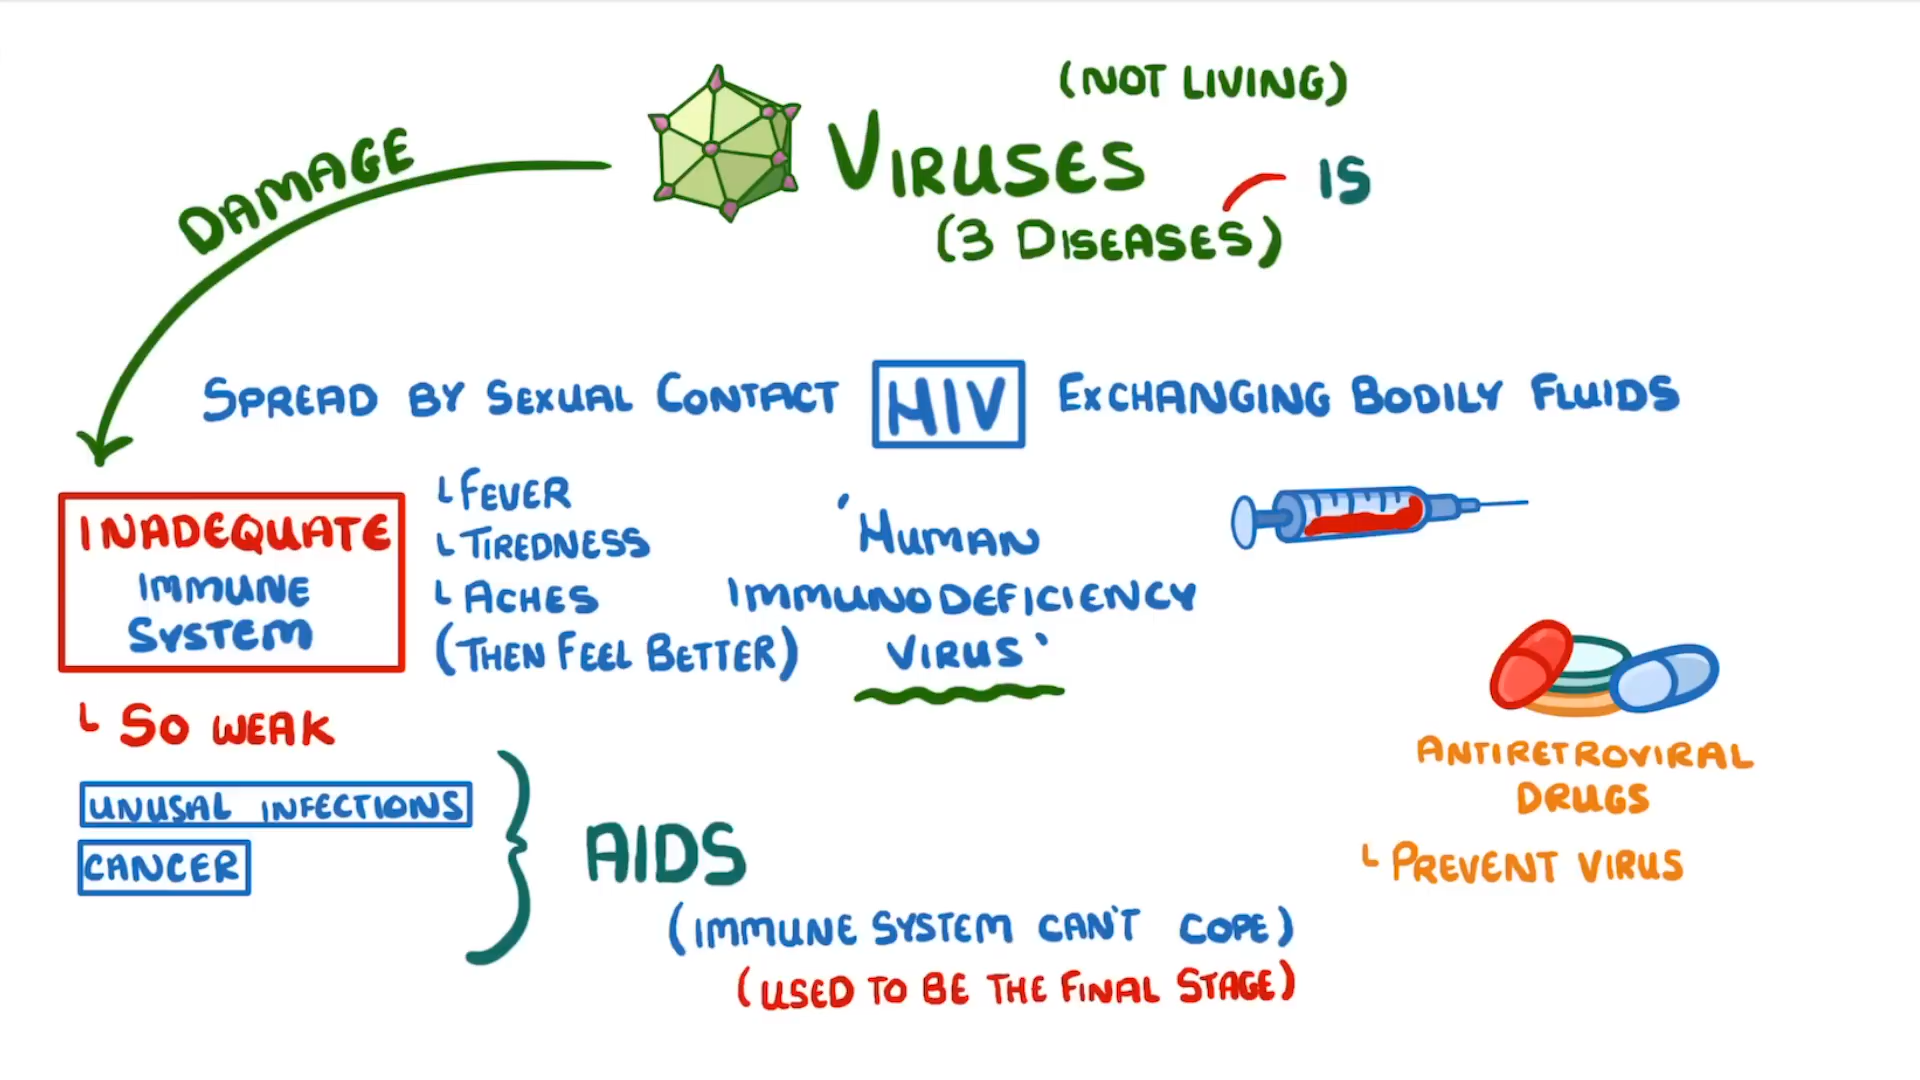 (NOT LIVING)
DAMAGE
VIRUSES
IS
(3 DISEASES)
SPREAD BY SEXUAL CONTACT
HIV
EXCHANGING BODILY FLUIDS
INADEQUATE
IMMUNE
SYSTEM
FEVER
TIREDNESS
ACHES
(THEN FEEL BETTER)
'HUMAN
IMMUNODEFICIENCY
VIRUS'
SO WEAK
UNUSAL INFECTIONS
CANCER
AIDS
(IMMUNE SYSTEM CAN'T COPE)
(USED TO BE THE FINAL STAGE)
ANTIRETROVIRAL
DRUGS
PREVENT VIRUS